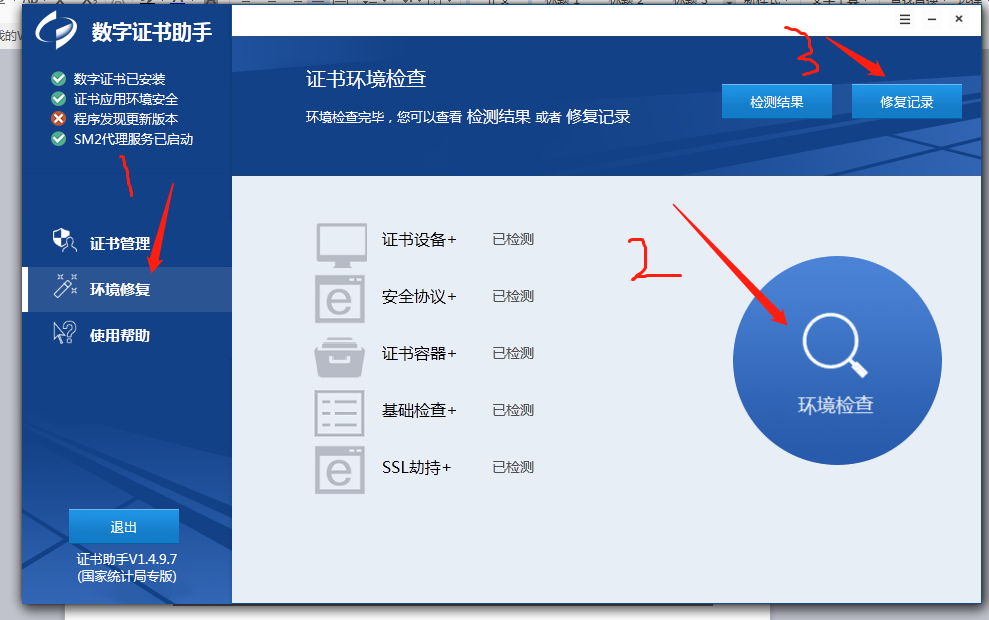 数字证书助手
数字证书已安装
证书应用环境安全
程序发现更新版本
SM2代理服务已启动
1
证书管理
环境修复
使用帮助
退出
证书助手V1.4.9.7
(国家统计局专版)
证书环境检查
环境检查完毕，您可以查看 检测结果 或者 修复记录
3
检测结果
修复记录
证书设备+ 已检测
安全协议+ 已检测
证书容器+ 已检测
基础检查+ 已检测
SSL劫持+ 已检测
2
环境检查